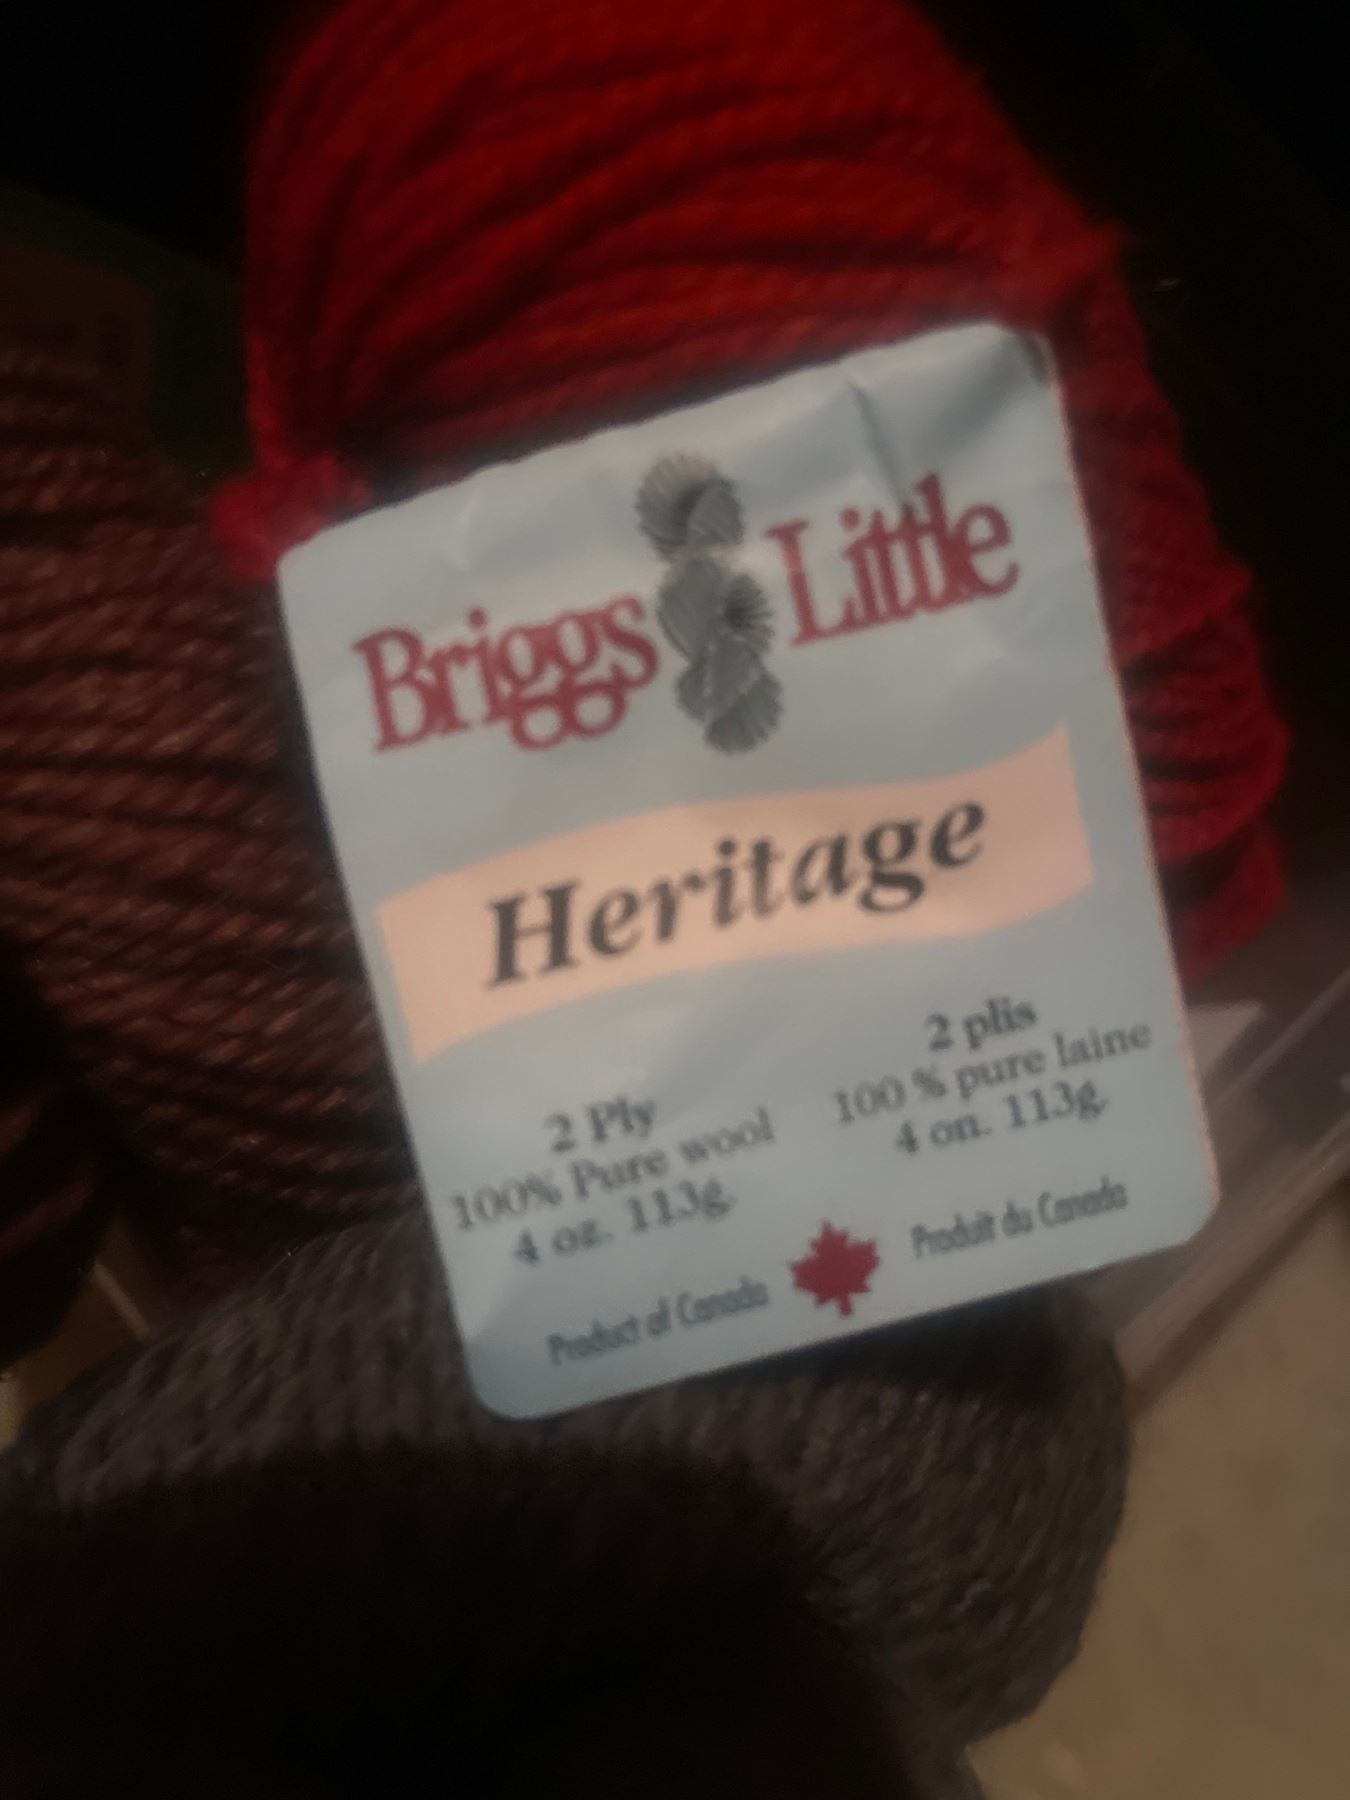 Briggs Little
Heritage
2 Ply
100% Pure wool
4 oz. 113g.
2 plis
100 % pure laine
4 on. 113g.
Product of Canada
Produit du Canada